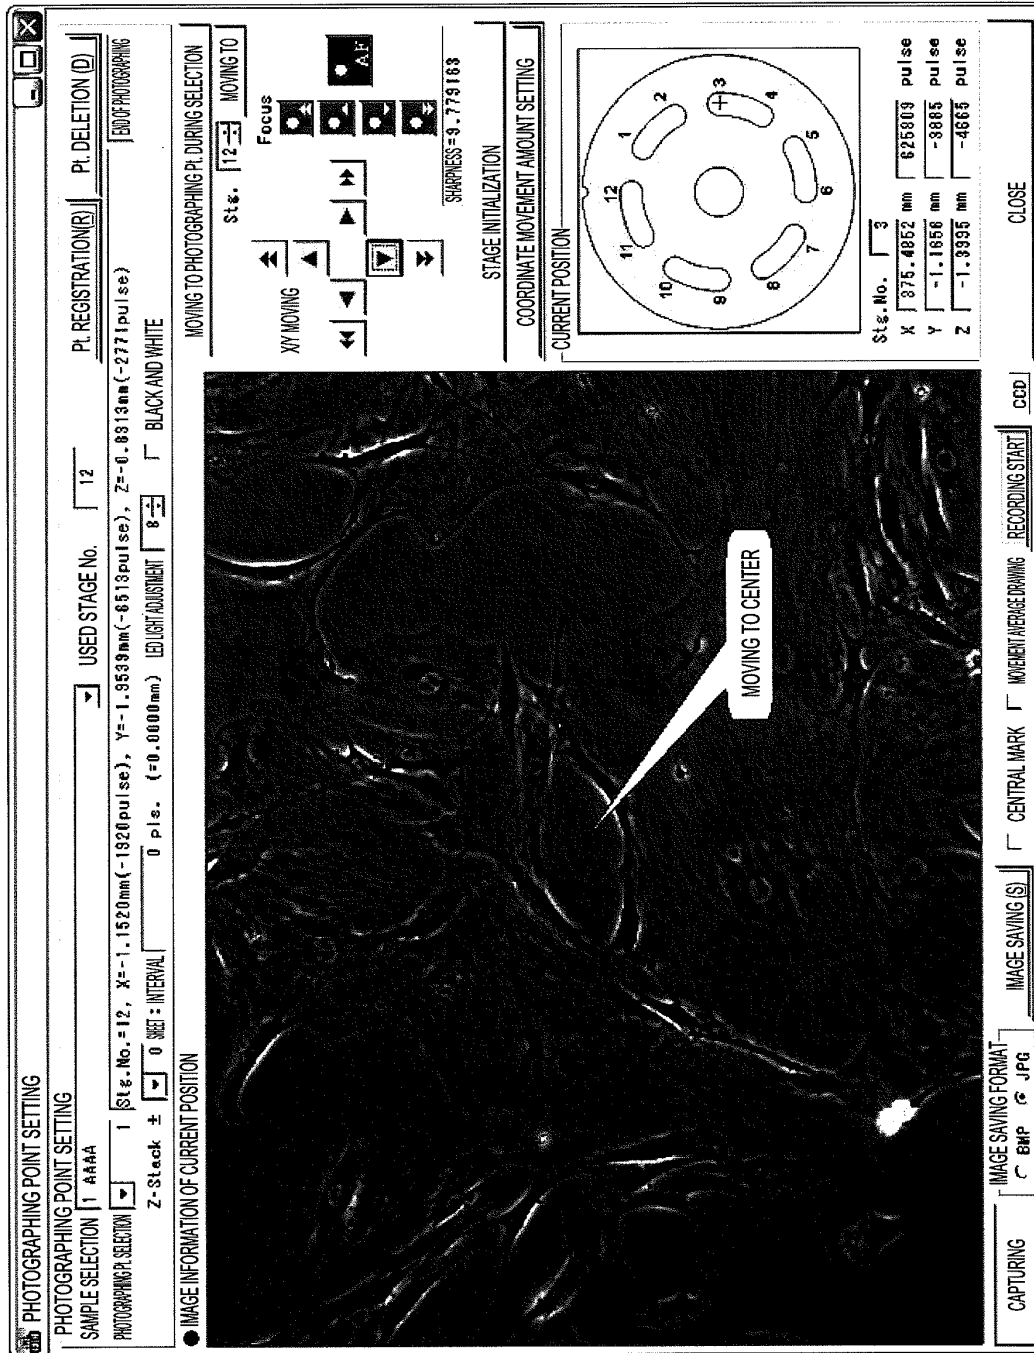 PHOTOGRAPHING POINT SETTING
PHOTOGRAPHING POINT SETTING
SAMPLE SELECTION 1 AAAA USED STAGE No. 12 Pt. REGISTRATION(R) Pt. DELETION (D)
PHOTOGRAPHING Pt. SELECTION 1 Stg.No.=12, X=-1.1520mm(-1920pulse), Y=-1.9539mm(-6513pulse), Z=-0.8313mm(-2771pulse) END OF PHOTOGRAPHING
Z-Stack ± 0 SHEET = INTERVAL 0 pls. (=0.0000mm) LED LIGHT ADJUSTMENT 8 BLACK AND WHITE
IMAGE INFORMATION OF CURRENT POSITION
MOVING TO CENTER
MOVING TO PHOTOGRAPHING Pt. DURING SELECTION
Stg. 12 MOVING TO
X/Y MOVING
Focus
AF
SHARPNESS=9.779163
STAGE INITIALIZATION
COORDINATE MOVEMENT AMOUNT SETTING
CURRENT POSITION
1
2
3
4
5
6
7
8
9
10
11
12
Stg.No. 3
X 375.4852 mm 625809 pulse
Y -1.1656 mm -3885 pulse
Z -1.3995 mm -4665 pulse
CAPTURING
IMAGE SAVING FORMAT
BMP JPG
IMAGE SAVING (S)
CENTRAL MARK
MOVEMENT AVERAGE DRAWING
RECORDING START
CCD
CLOSE